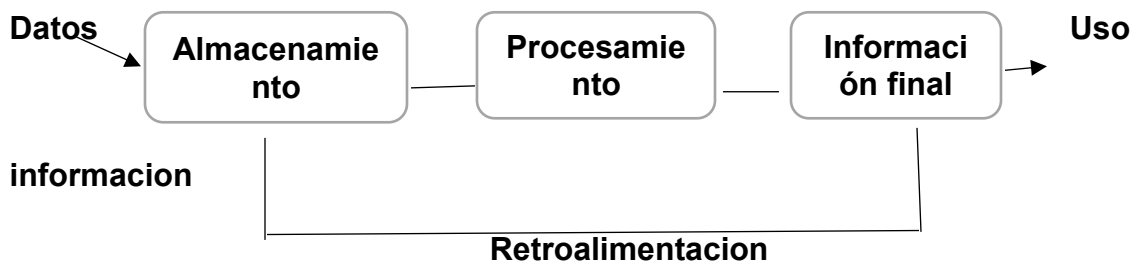 Datos
Almacenamie
nto
Procesamie
nto
Informaci
ón final
Uso
informacion
Retroalimentacion